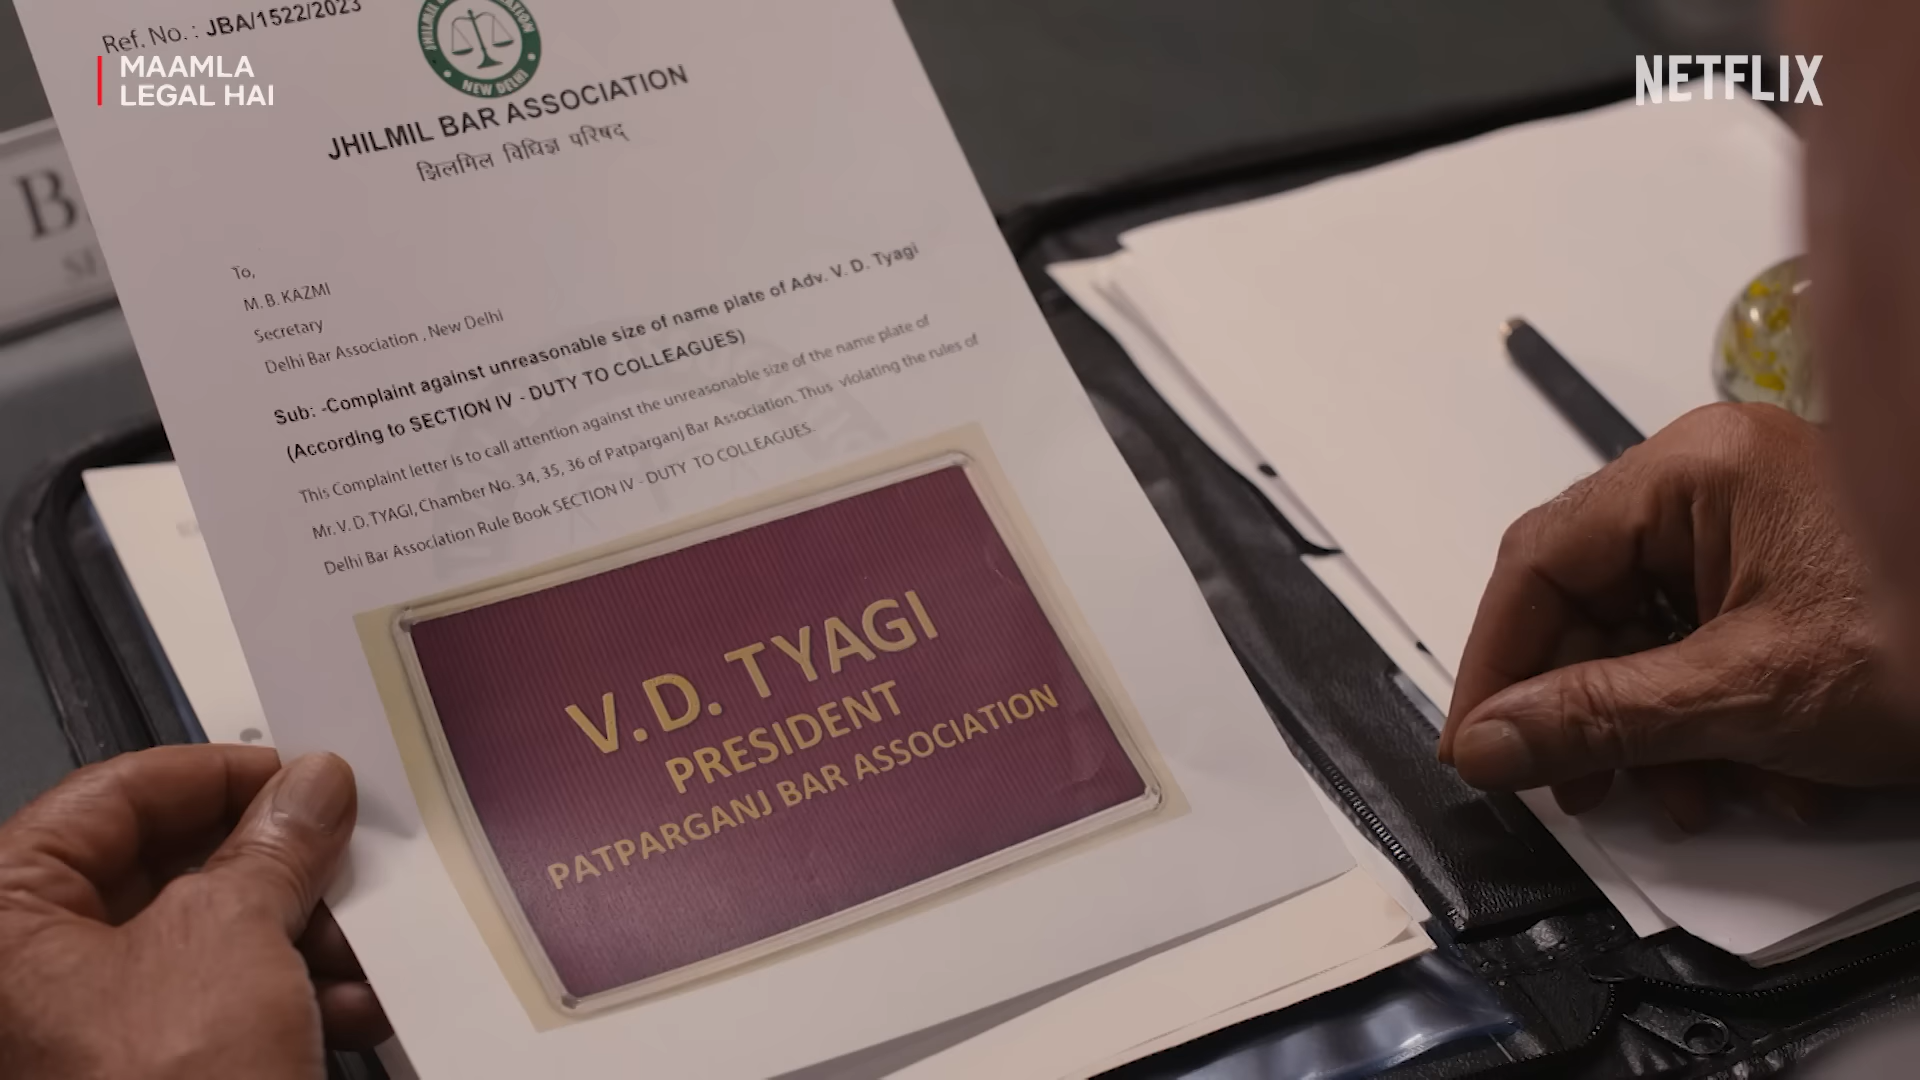 Ref. No. : JBA/1522/2023
MAAMLA
LEGAL HAI
NETFLIX
NEW DELHI
JHILMIL BAR ASSOCIATION
झिलमिल विधिज्ञ परिषद्
To,
M. B. KAZMI
Secretary
Delhi Bar Association , New Delhi
Sub: -Complaint against unreasonable size of name plate of Adv. V. D. Tyagi
(According to SECTION IV - DUTY TO COLLEAGUES)
This Complaint letter is to call attention against the unreasonable size of the name plate of
Mr. V. D. TYAGI, Chamber No. 34, 35, 36 of Patparganj Bar Association. Thus violating the rules of
Delhi Bar Association Rule Book SECTION IV - DUTY TO COLLEAGUES.
V.D. TYAGI
PRESIDENT
PATPARGANJ BAR ASSOCIATION